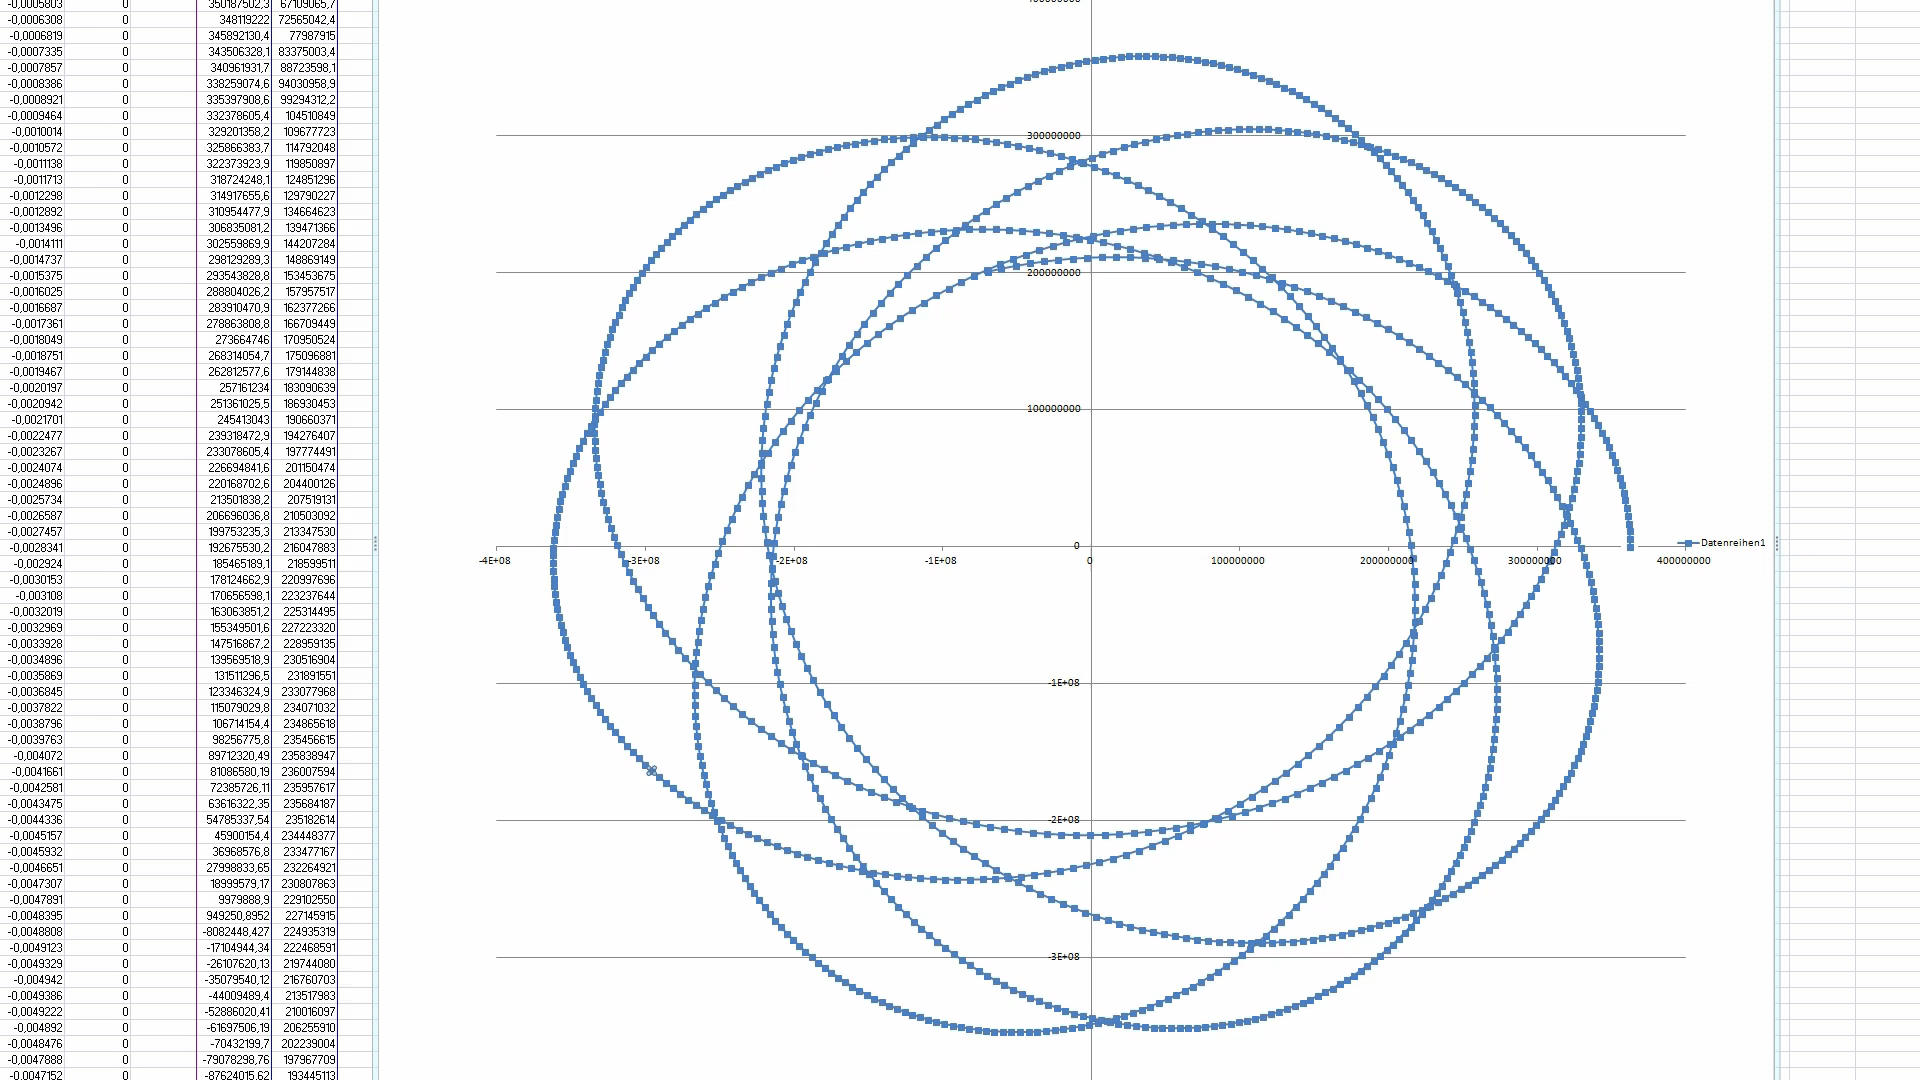 -0,0005803 0 350187502,3 67109065,7
-0,0006308 0 348119222 72565042,4
-0,0006819 0 345892130,4 77987915
-0,0007335 0 343506328,1 83375003,4
-0,0007857 0 340961931,7 88723598,1
-0,0008386 0 338259074,6 94030958,9
-0,0008921 0 335397908,6 99294312,2
-0,0009464 0 332378605,4 104510849
-0,0010014 0 329201358,2 109677723
-0,0010572 0 325866383,7 114792048
-0,0011138 0 322373923,9 119850897
-0,0011713 0 318724248,1 124851296
-0,0012298 0 314917655,6 129790227
-0,0012892 0 310954477,9 134664623
-0,0013496 0 306835081,2 139471366
-0,0014111 0 302559869,9 144207284
-0,0014737 0 298129289,3 148869149
-0,0015375 0 293543828,8 153453675
-0,0016025 0 288804026,2 157957517
-0,0016687 0 283910470,9 162377266
-0,0017361 0 278863808,8 166709449
-0,0018049 0 273664746 170950524
-0,0018751 0 268314054,7 175096881
-0,0019467 0 262812577,6 179144838
-0,0020197 0 257161234 183090639
-0,0020942 0 251361025,5 186930453
-0,0021701 0 245413043 190660371
-0,0022477 0 239318472,9 194276407
-0,0023267 0 233078605,4 197774491
-0,0024074 0 226694841,6 201150474
-0,0024896 0 220168702,6 204400126
-0,0025734 0 213501838,2 207519131
-0,0026587 0 206696036,8 210503092
-0,0027457 0 199753235,3 213347530
-0,0028341 0 192675530,2 216047883
-0,002924 0 185465189,1 218599511
-0,0030153 0 178124662,9 220997696
-0,003108 0 170656598,1 223237644
-0,0032019 0 163063851,2 225314495
-0,0032969 0 155349501,6 227223320
-0,0033928 0 147516867,2 228959135
-0,0034896 0 139569518,9 230516904
-0,0035869 0 131511296,5 231891551
-0,0036845 0 123346324,9 233077968
-0,0037822 0 115079029,8 234071032
-0,0038796 0 106714154,4 234865618
-0,0039763 0 98256775,8 235456615
-0,004072 0 89712320,49 235838947
-0,0041661 0 81086580,19 236007594
-0,0042581 0 72385726,11 235957617
-0,0043475 0 63616322,35 235684187
-0,0044336 0 54785337,54 235182614
-0,0045157 0 45900154,4 234448377
-0,0045932 0 36968576,8 233477167
-0,0046651 0 27998833,65 232264921
-0,0047307 0 18999579,17 230807863
-0,0047891 0 9979888,9 229102550
-0,0048395 0 949250,8952 227145915
-0,0048808 0 -8082448,427 224935319
-0,0049123 0 -17104944,34 222468591
-0,0049329 0 -26107620,13 219744080
-0,004942 0 -35079540,12 216760703
-0,0049386 0 -44009489,4 213517983
-0,0049222 0 -52886020,41 210016097
-0,004892 0 -61697506,19 206255910
-0,0048476 0 -70432199,7 202239004
-0,0047888 0 -79078298,76 197967709
-0,0047152 0 -87624015,62 193445113
300000000
200000000
100000000
0
-4E+08 -3E+08 -2E+08 -1E+08 0 100000000 200000000 300000000 400000000
-1E+08
-2E+08
-3E+08
Datenreihen1